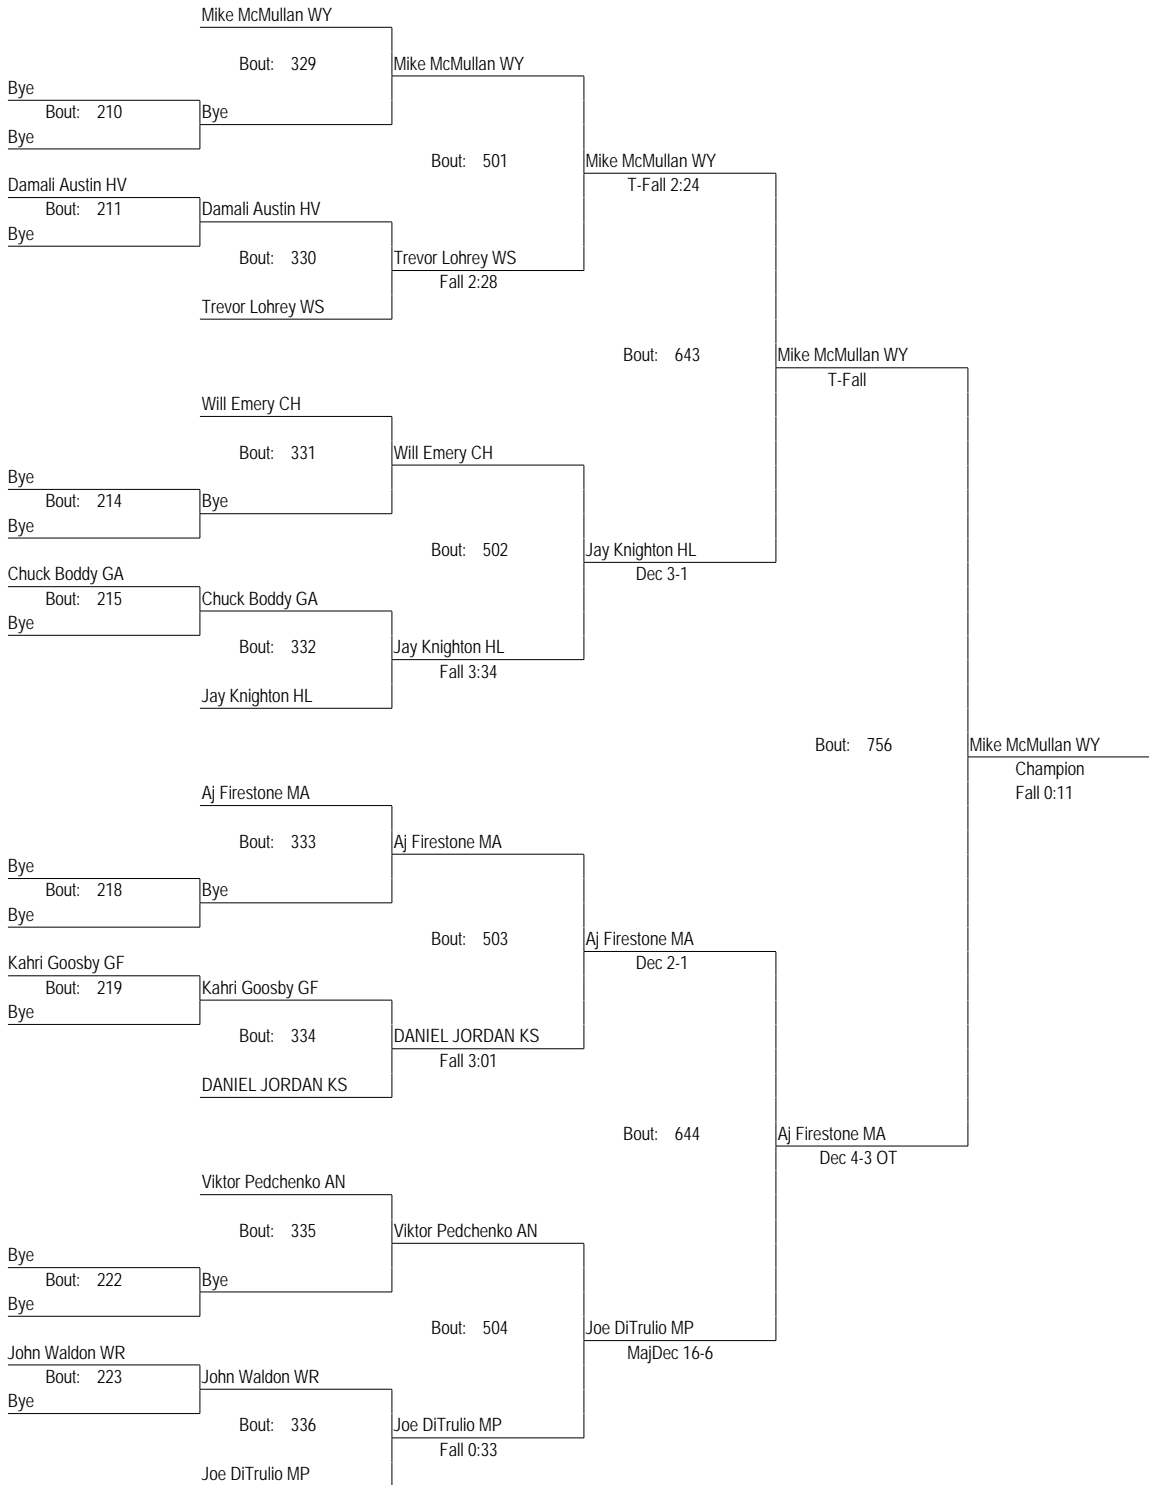 Mike McMullan WY
Bout: 329
Mike McMullan WY
Bye
Bout: 210
Bye
Bye
Bout: 501
Mike McMullan WY
T-Fall 2:24
Damali Austin HV
Bout: 211
Damali Austin HV
Bye
Bout: 330
Trevor Lohrey WS
Fall 2:28
Trevor Lohrey WS
Bout: 643
Mike McMullan WY
T-Fall
Will Emery CH
Bout: 331
Will Emery CH
Bye
Bout: 214
Bye
Bye
Bout: 502
Jay Knighton HL
Dec 3-1
Chuck Boddy GA
Bout: 215
Chuck Boddy GA
Bye
Bout: 332
Jay Knighton HL
Fall 3:34
Jay Knighton HL
Bout: 756
Mike McMullan WY
Champion
Fall 0:11
Aj Firestone MA
Bout: 333
Aj Firestone MA
Bye
Bout: 218
Bye
Bye
Bout: 503
Aj Firestone MA
Dec 2-1
Kahri Goosby GF
Bout: 219
Kahri Goosby GF
Bye
Bout: 334
DANIEL JORDAN KS
Fall 3:01
DANIEL JORDAN KS
Bout: 644
Aj Firestone MA
Dec 4-3 OT
Viktor Pedchenko AN
Bout: 335
Viktor Pedchenko AN
Bye
Bout: 222
Bye
Bye
Bout: 504
Joe DiTrulio MP
MajDec 16-6
John Waldon WR
Bout: 223
John Waldon WR
Bye
Bout: 336
Joe DiTrulio MP
Fall 0:33
Joe DiTrulio MP